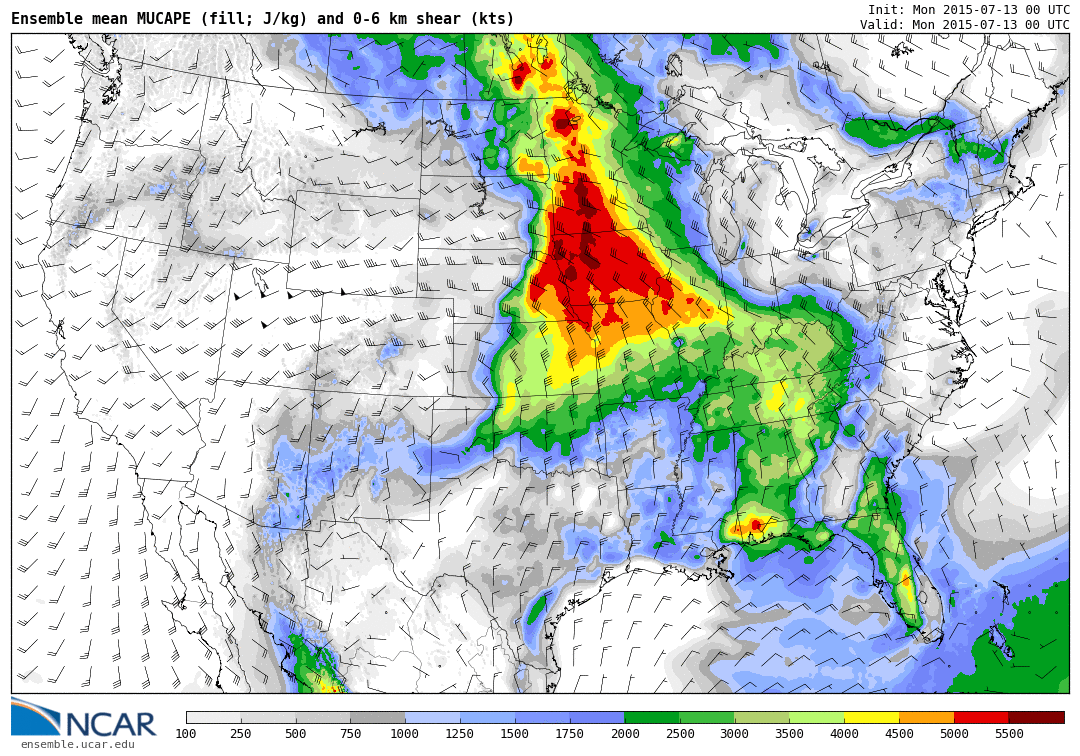 Ensemble mean MUCAPE (fill; J/kg) and 0-6 km shear (kts)
Init: Mon 2015-07-13 00 UTC
Valid: Mon 2015-07-13 00 UTC
NCAR
ensemble.ucar.edu
100 250 500 750 1000 1250 1500 1750 2000 2500 3000 3500 4000 4500 5000 5500